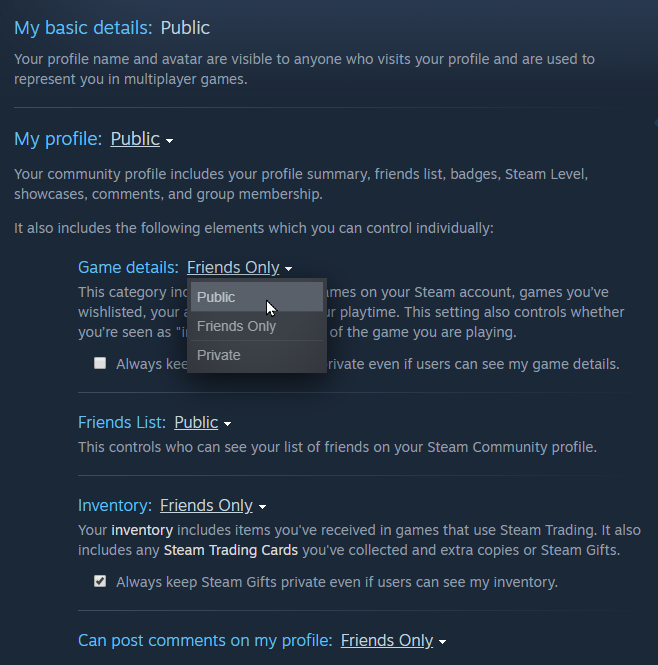 My basic details: Public
Your profile name and avatar are visible to anyone who visits your profile and are used to
represent you in multiplayer games.
My profile: Public
Your community profile includes your profile summary, friends list, badges, Steam Level,
showcases, comments, and group membership.
It also includes the following elements which you can control individually:
Game details: Friends Only
Public
Friends Only
Private
This category ames on your Steam account, games you've
wishlisted, your a r playtime. This setting also controls whether
you're seen as "i of the game you are playing.
Always kee rivate even if users can see my game details.
Friends List: Public
This controls who can see your list of friends on your Steam Community profile.
Inventory: Friends Only
Your inventory includes items you've received in games that use Steam Trading. It also
includes any Steam Trading Cards you've collected and extra copies or Steam Gifts.
Always keep Steam Gifts private even if users can see my inventory.
Can post comments on my profile: Friends Only